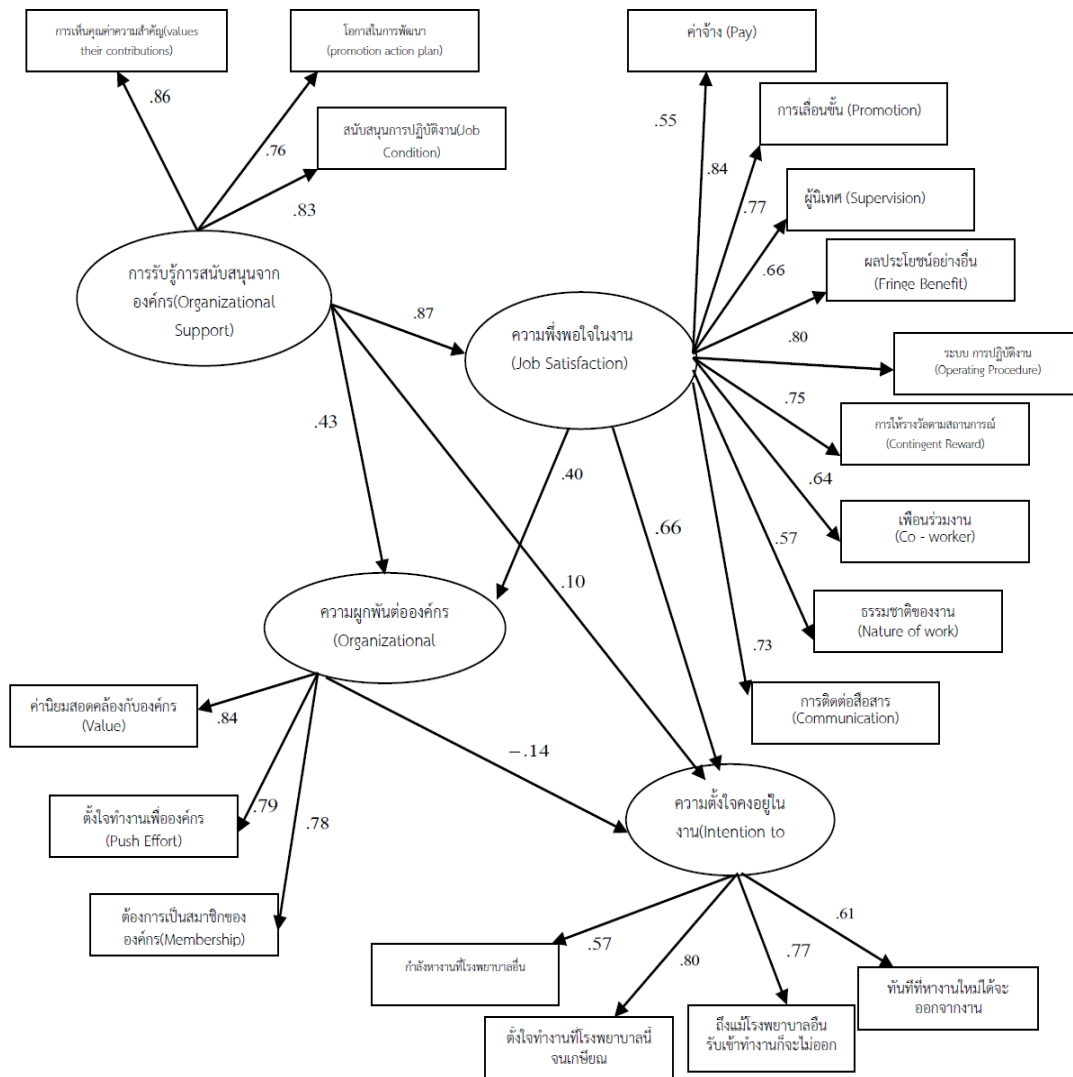 การเห็นคุณค่าความสำคัญ(values
their contributions)
โอกาสในการพัฒนา
(promotion action plan)
ค่าจ้าง (Pay)
.86
.76
สนับสนุนการปฏิบัติงาน(Job
Condition)
.83
.55
การเลื่อนขั้น (Promotion)
.84
.77
ผู้นิเทศ (Supervision)
.66
ผลประโยชน์อย่างอื่น
(Fringe Benefit)
การรับรู้การสนับสนุนจาก
องค์กร(Organizational
Support)
.87
ความพึ่งพอใจในงาน
(Job Satisfaction)
.80
ระบบ การปฏิบัติงาน
(Operating Procedure)
.75
การให้รางวัลตามสถานการณ์
(Contingent Reward)
.43
.40
.64
เพือนร่วมงาน
(Co - worker)
.66
.57
.10
ธรรมชาติของงาน
(Nature of work)
ความผูกพันต่อองค์กร
(Organizational
.73
การติดต่อสือสาร
(Communication)
ค่านิยมสอดคล้องกับองค์กร
(Value)
.84
–.14
ตั้งใจทำงานเพื่อองค์กร
(Push Effort)
.79
.78
ความตั้งใจคงอยู่ใน
งาน(Intention to
ต้องการเป็นสมาชิกของ
องค์กร(Membership)
.57
.80
.77
.61
กำลังหางานที่โรงพยาบาลอื่น
ตั้งใจทำงานที่โรงพยาบาลนี้
จนเกษียณ
ถึงแม้โรงพยาบาลอืน
รับเข้าทำงานก็จะไม่ออก
ทันทีที่หางานใหม่ได้จะ
ออกจากงาน